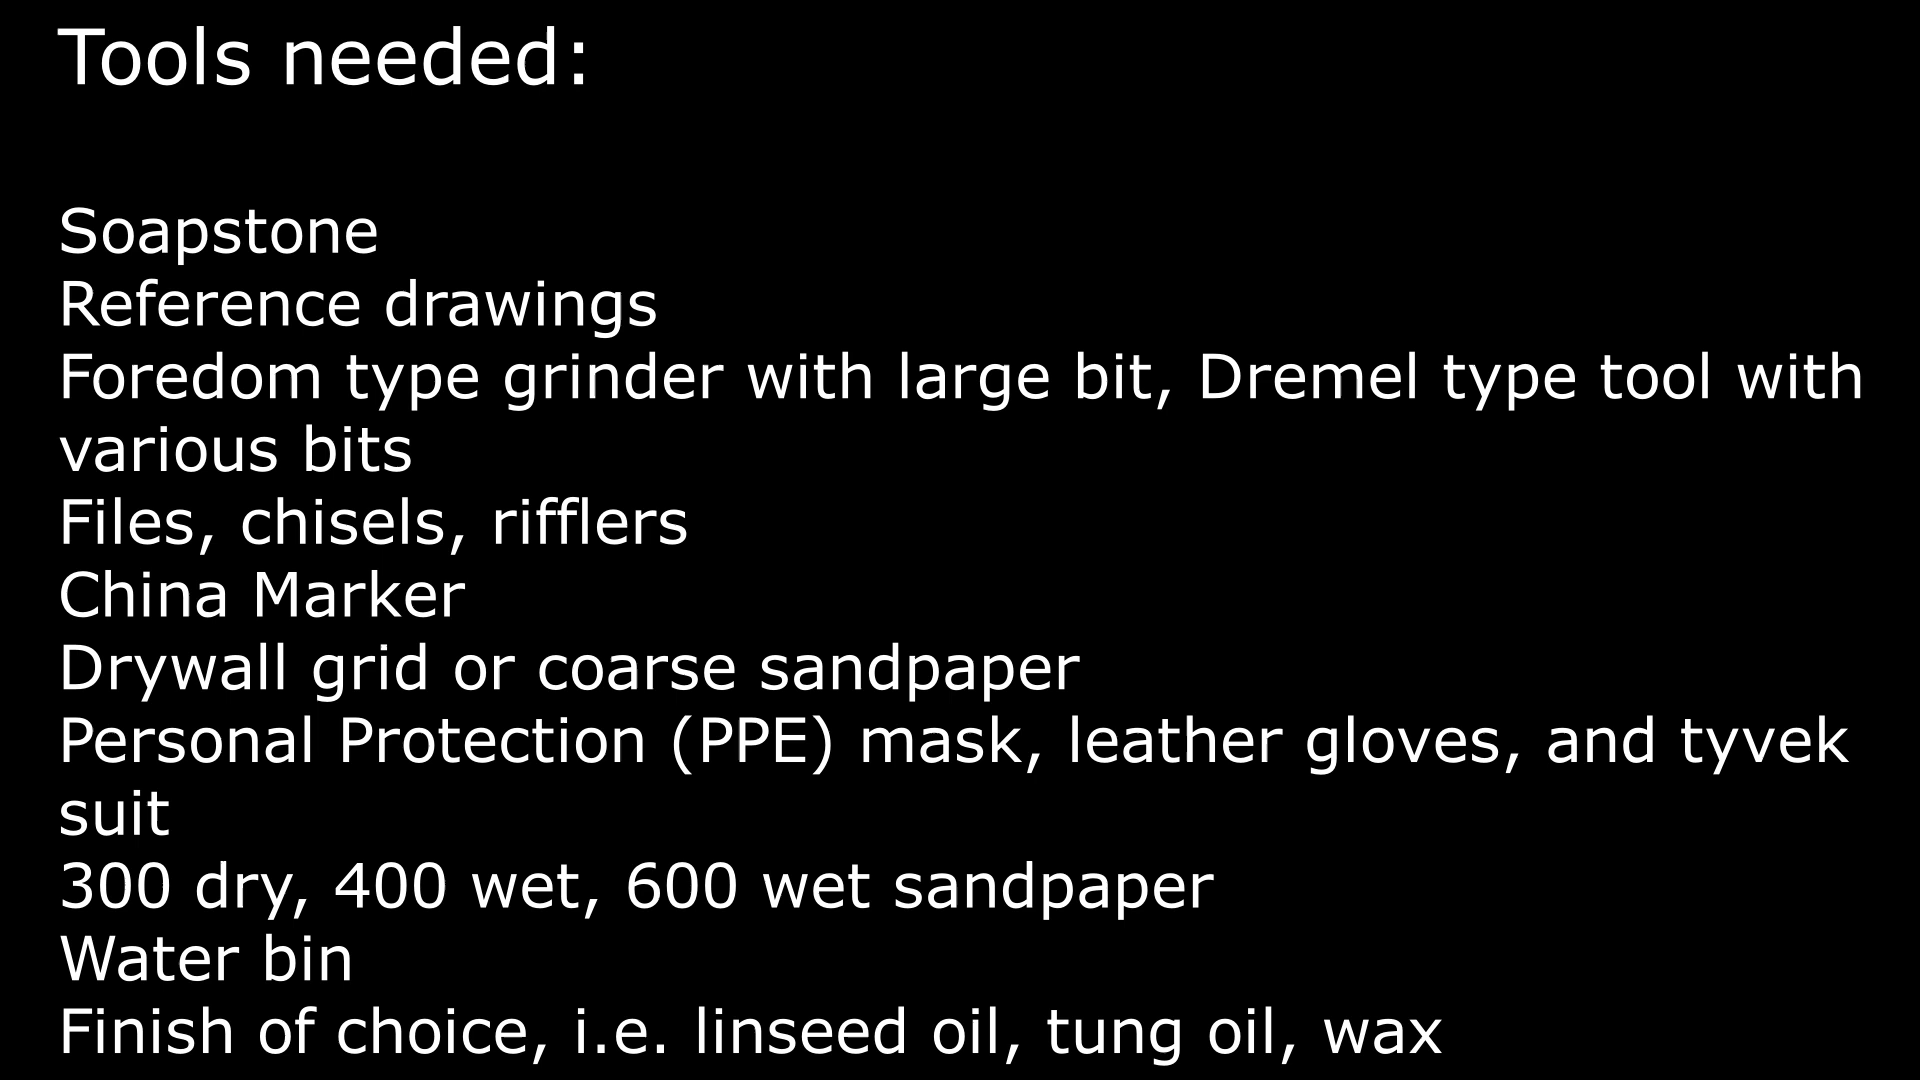 Tools needed:
Soapstone
Reference drawings
Foredom type grinder with large bit, Dremel type tool with
various bits
Files, chisels, rifflers
China Marker
Drywall grid or coarse sandpaper
Personal Protection (PPE) mask, leather gloves, and tyvek
suit
300 dry, 400 wet, 600 wet sandpaper
Water bin
Finish of choice, i.e. linseed oil, tung oil, wax